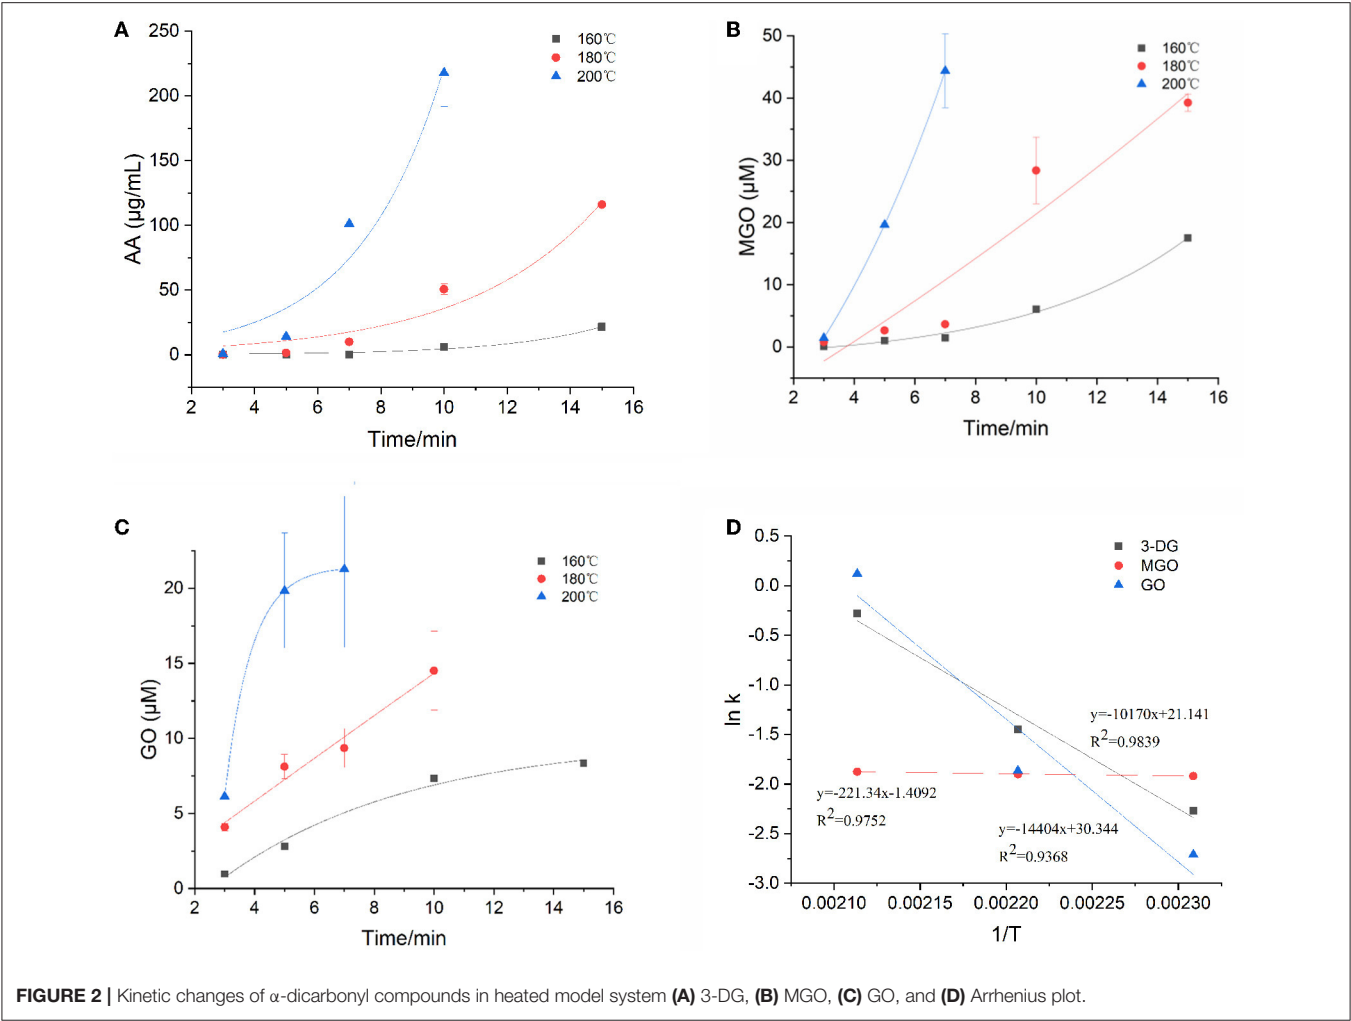 A
250
200
150
100
50
0
AA (μg/mL)
160℃
180℃
200℃
2 4 6 8 10 12 14 16
Time/min
B
50
40
30
20
10
0
MGO (μM)
160℃
180℃
200℃
2 4 6 8 10 12 14 16
Time/min
C
20
15
10
5
0
GO (μM)
160℃
180℃
200℃
2 4 6 8 10 12 14 16
Time/min
D
0.5
0.0
-0.5
-1.0
-1.5
-2.0
-2.5
-3.0
ln k
3-DG
MGO
GO
y=-10170x+21.141
R²=0.9839
y=-221.34x-1.4092
R²=0.9752
y=-14404x+30.344
R²=0.9368
0.00210 0.00215 0.00220 0.00225 0.00230
1/T
FIGURE 2 | Kinetic changes of α-dicarbonyl compounds in heated model system (A) 3-DG, (B) MGO, (C) GO, and (D) Arrhenius plot.